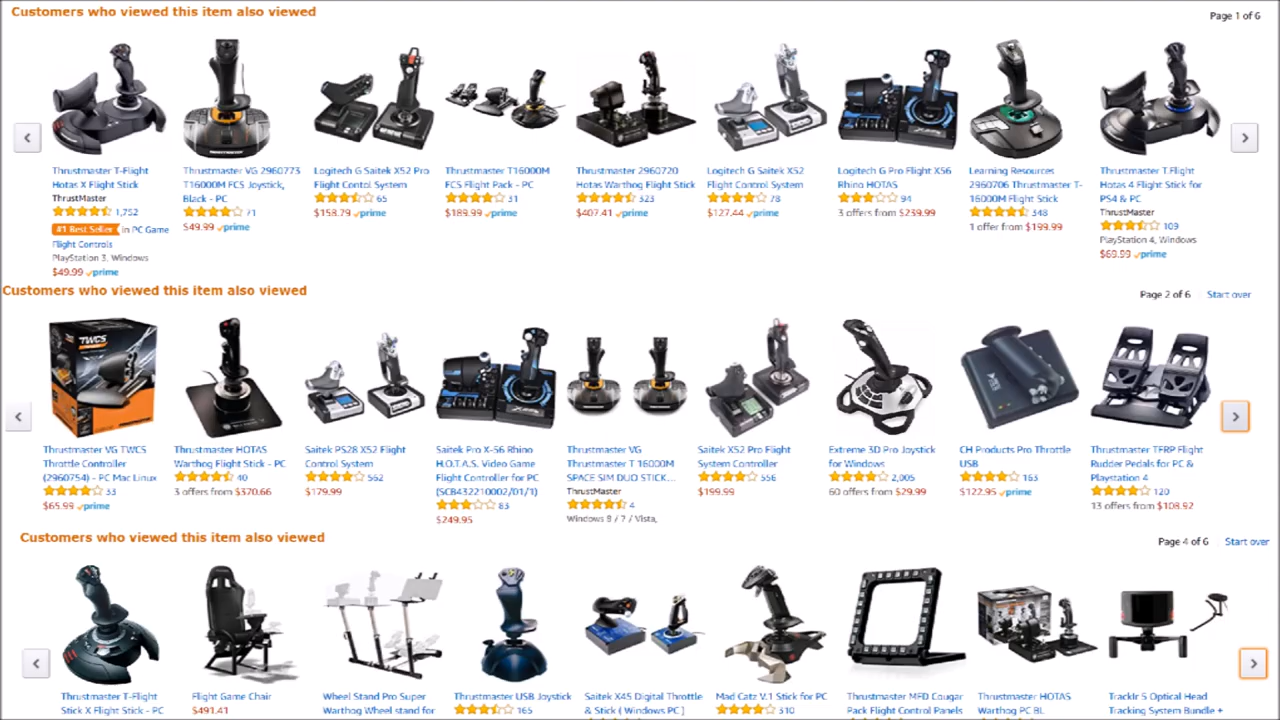 Customers who viewed this item also viewed
Page 1 of 6
Thrustmaster T-Flight
Hotas X Flight Stick
ThrustMaster
1,752
#1 Best Seller in PC Game
Flight Controls
PlayStation 3, Windows
$49.99 prime
Thrustmaster VG 2960773
T16000M FCS Joystick,
Black - PC
71
$49.99 prime
Logitech G Saitek X52 Pro
Flight Contol System
65
$158.79 prime
Thrustmaster T16000M
FCS Flight Pack - PC
31
$189.99 prime
Thrustmaster 2960720
Hotas Warthog Flight Stick
323
$407.41 prime
Logitech G Saitek X52
Flight Control System
78
$127.44 prime
Logitech G Pro Flight X56
Rhino HOTAS
94
3 offers from $239.99
Learning Resources
2960706 Thrustmaster T-
16000M Flight Stick
348
1 offer from $199.99
Thrustmaster T.Flight
Hotas 4 Flight Stick for
PS4 & PC
ThrustMaster
109
PlayStation 4, Windows
$69.99 prime
Customers who viewed this item also viewed
Page 2 of 6 Start over
TWCS
Thrustmaster VG TWCS
Throttle Controller
(2960754) - PC Mac Linux
33
$65.99 prime
Thrustmaster HOTAS
Warthog Flight Stick - PC
40
3 offers from $370.66
Saitek PS28 X52 Flight
Control System
562
$179.99
Saitek Pro X-56 Rhino
H.O.T.A.S. Video Game
Flight Controller for PC
(SCB432210002/01/1)
83
$249.95
Thrustmaster VG
Thrustmaster T 16000M
SPACE SIM DUO STICK...
ThrustMaster
4
Windows 8 / 7 / Vista,
Saitek X52 Pro Flight
System Controller
556
$199.99
Extreme 3D Pro Joystick
for Windows
2,005
60 offers from $29.99
CH Products Pro Throttle
USB
163
$122.95 prime
Thrustmaster TFRP Flight
Rudder Pedals for PC &
Playstation 4
120
13 offers from $108.92
Customers who viewed this item also viewed
Page 4 of 6 Start over
Thrustmaster T-Flight
Stick X Flight Stick - PC
Flight Game Chair
$491.41
Wheel Stand Pro Super
Warthog Wheel stand for
Thrustmaster USB Joystick
165
Saitek X45 Digital Throttle
& Stick ( Windows PC )
Mad Catz V.1 Stick for PC
310
Thrustmaster MFD Cougar
Pack Flight Control Panels
Thrustmaster HOTAS
Warthog PC BL
TrackIr 5 Optical Head
Tracking System Bundle +